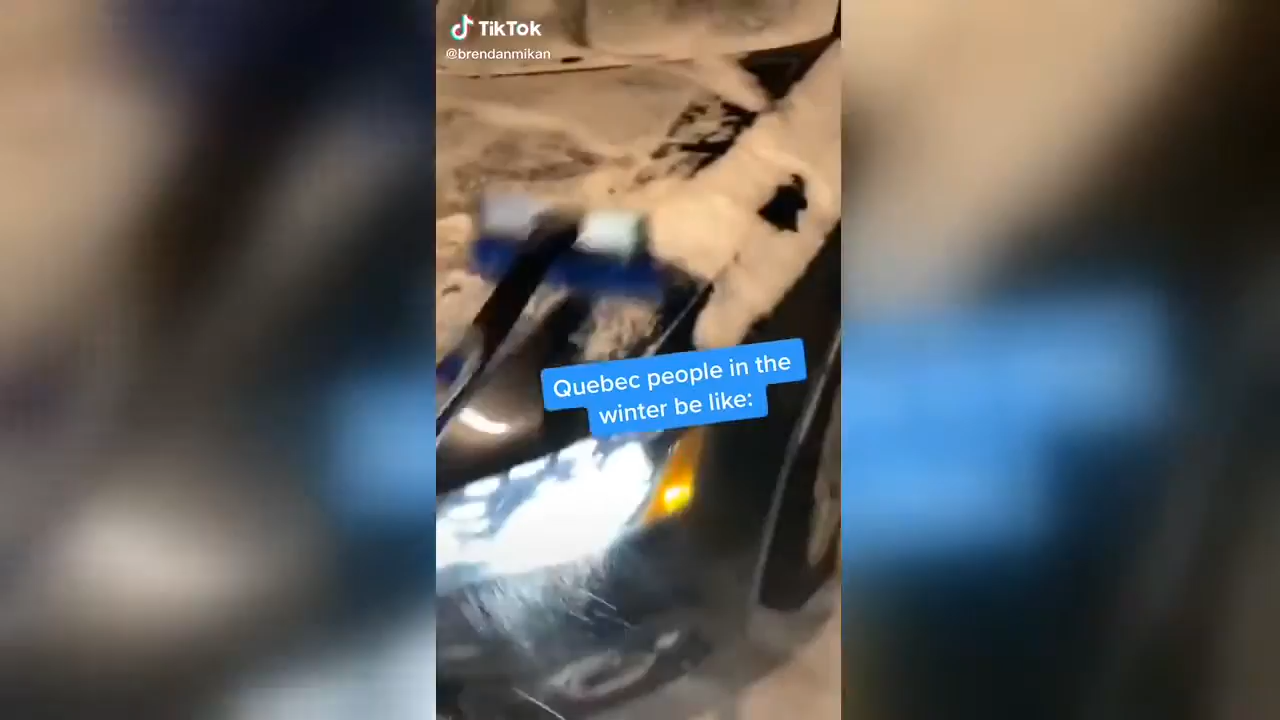 TikTok
@brendanmikan
Quebec people in the
winter be like: